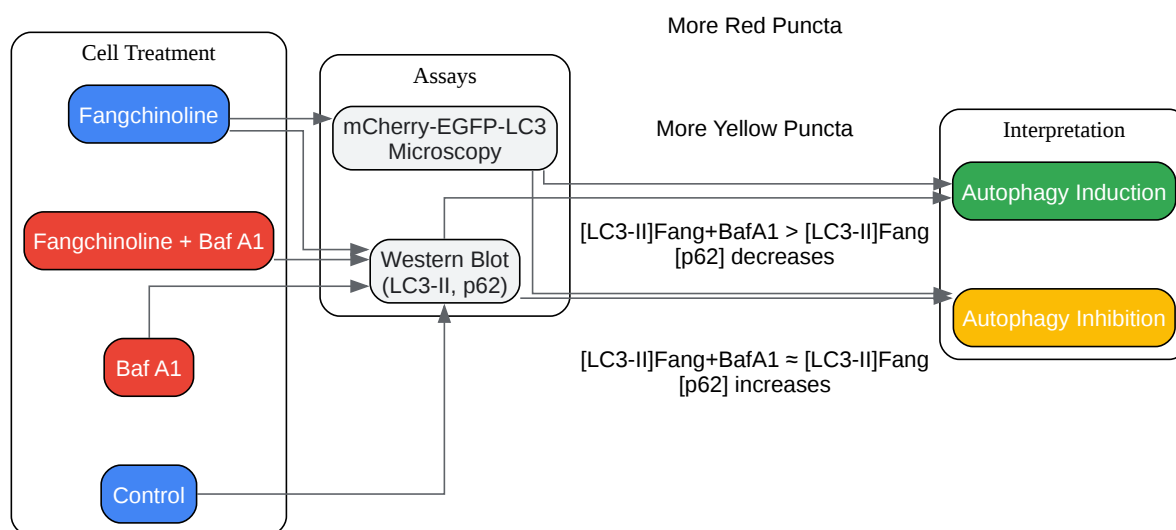 Cell Treatment
Fangchinoline
Fangchinoline + Baf A1
Baf A1
Control
Assays
mCherry-EGFP-LC3
Microscopy
Western Blot
(LC3-II, p62)
More Red Puncta
More Yellow Puncta
[LC3-II]Fang+BafA1 > [LC3-II]Fang
[p62] decreases
[LC3-II]Fang+BafA1 ≈ [LC3-II]Fang
[p62] increases
Interpretation
Autophagy Induction
Autophagy Inhibition